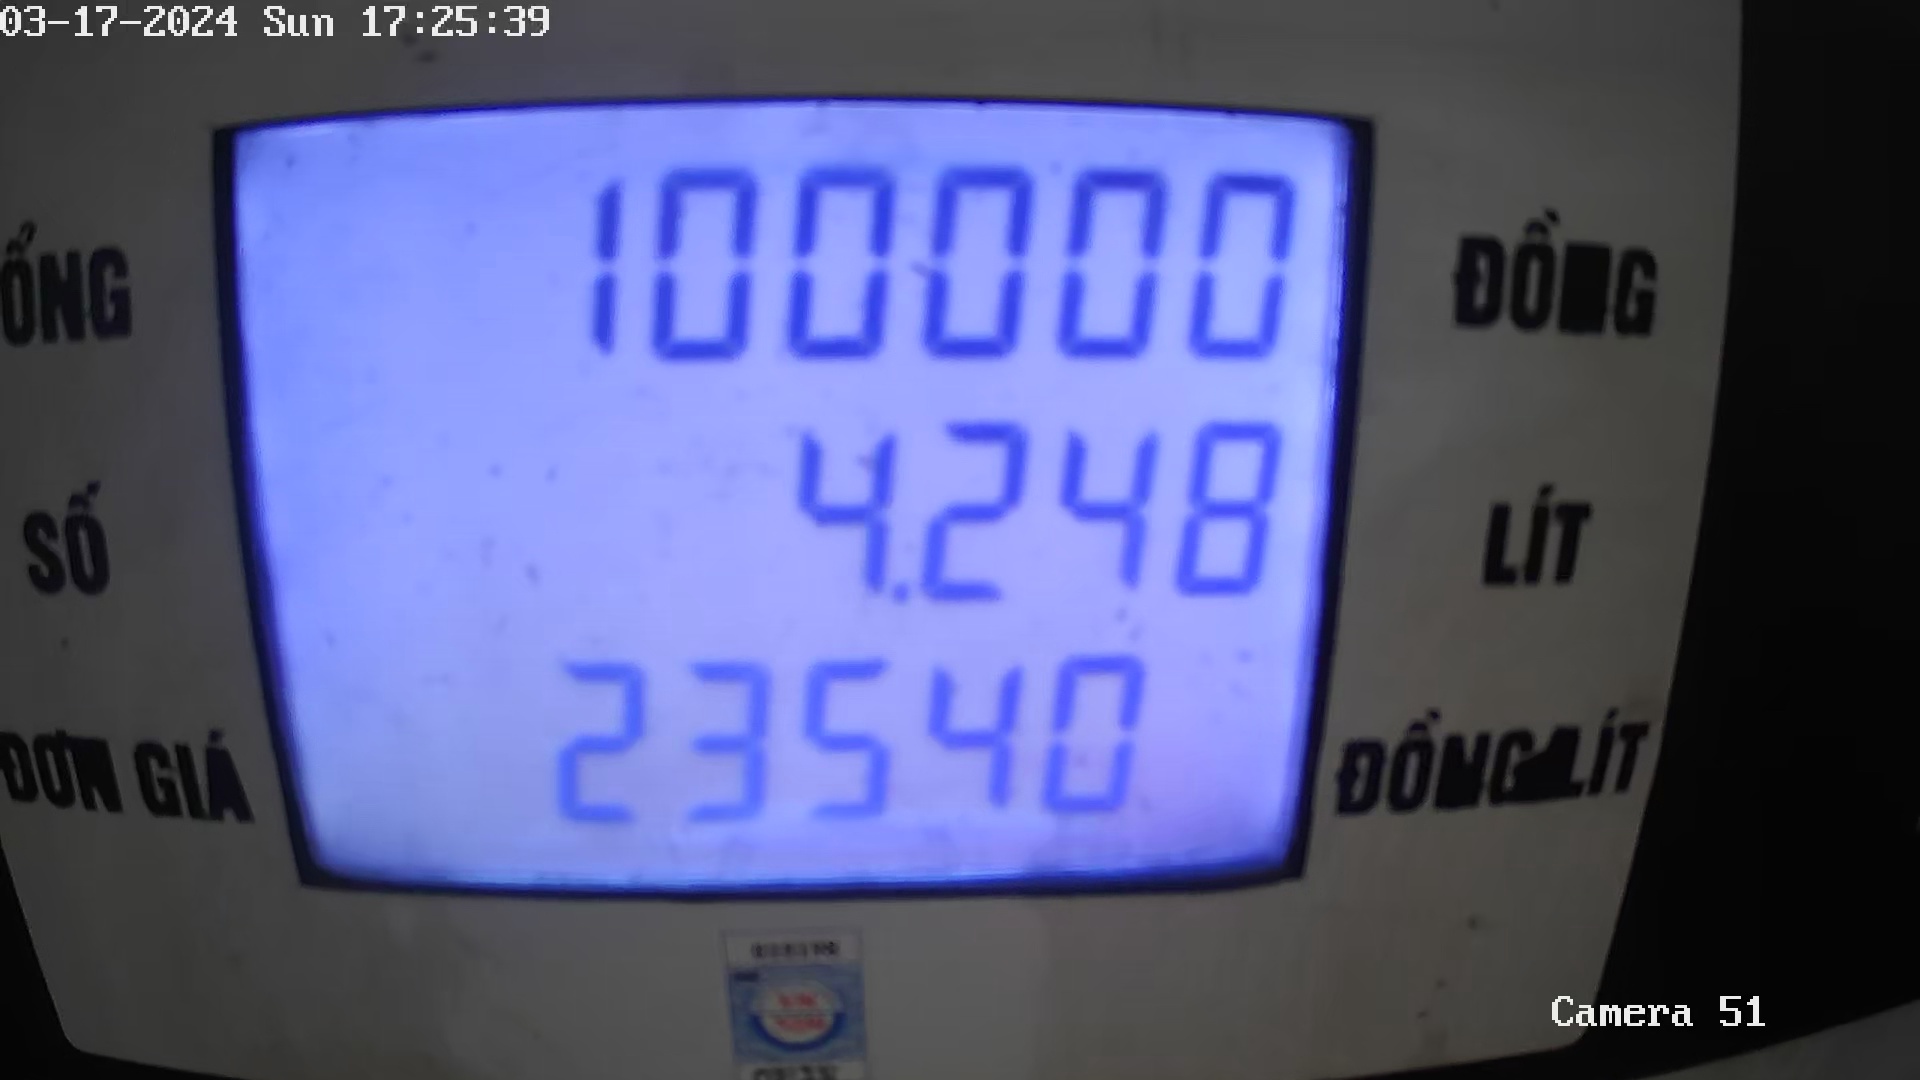 03-17-2024 Sun 17:25:39
ỔNG 100000 ĐỒNG
SỐ 4.248 LÍT
ĐƠN GIÁ 23540 ĐỒNG/LÍT
Camera 51